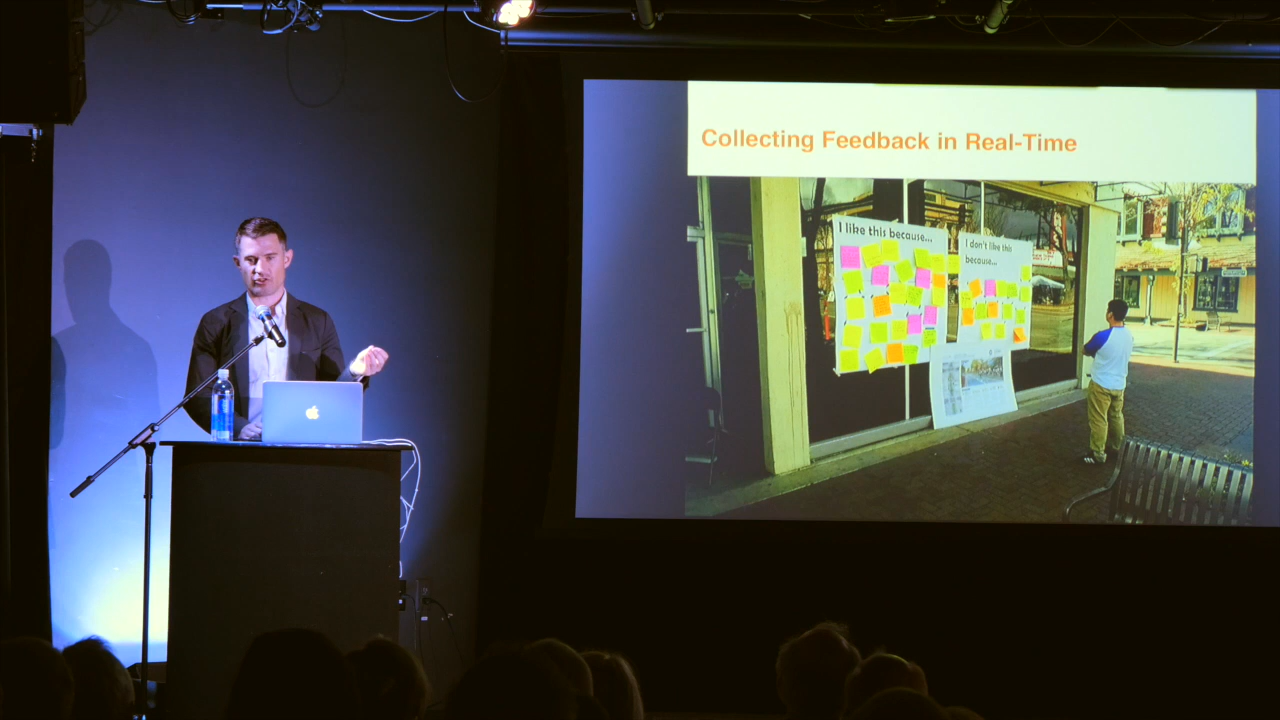 Collecting Feedback in Real-Time
I like this because...
I don't like this
because...